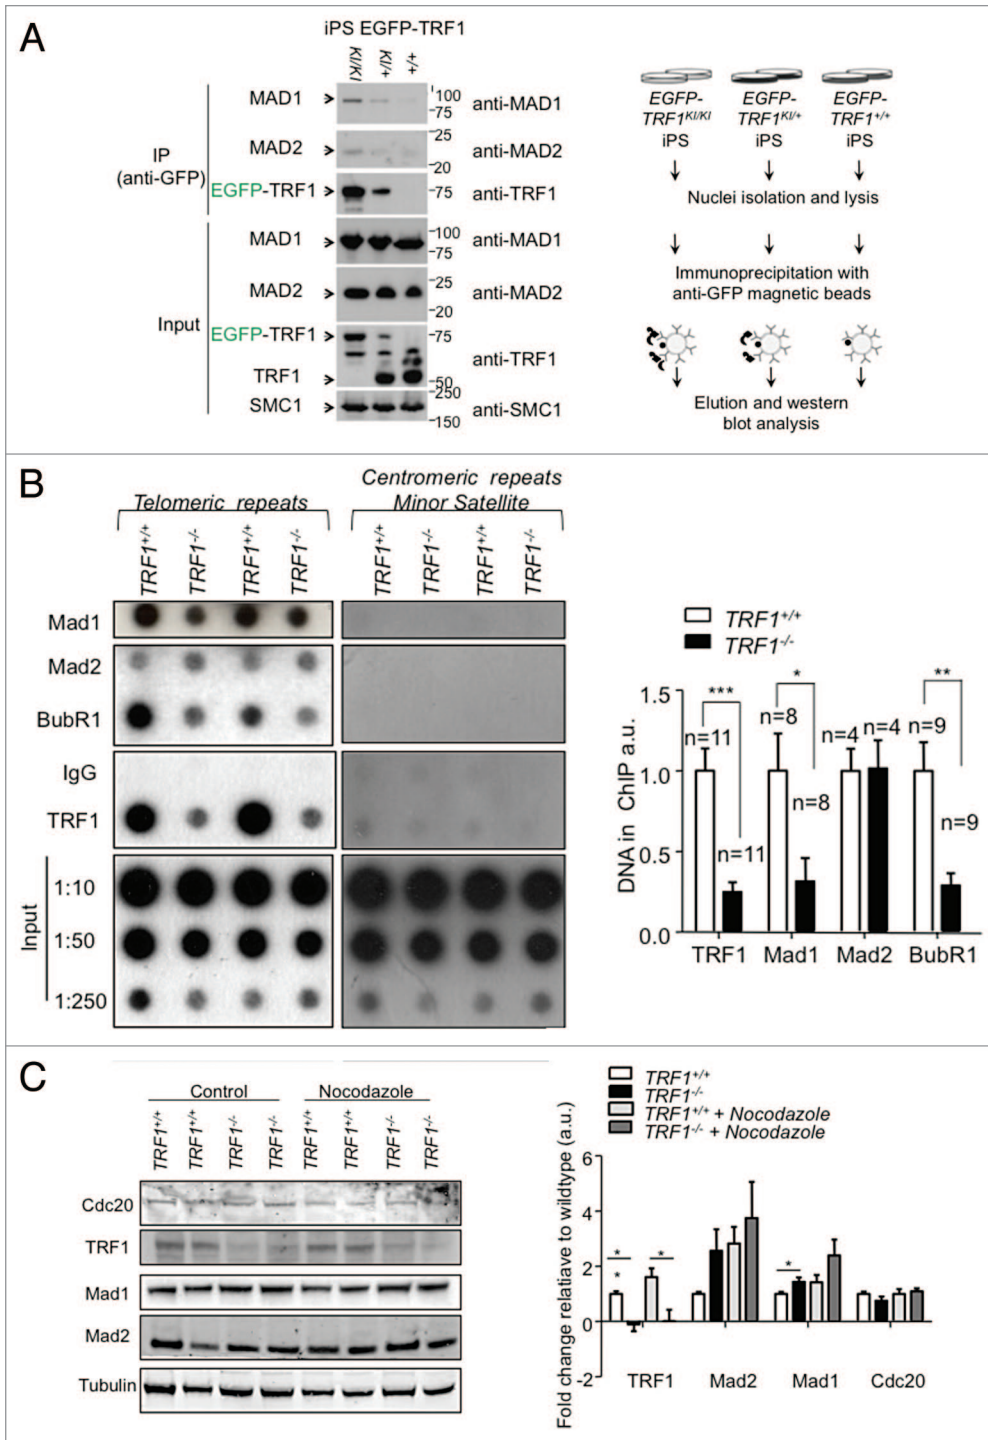 A
iPS EGFP-TRF1
KI/KI
KI/+
+/+
IP
(anti-GFP)
MAD1
100
75
anti-MAD1
MAD2
25
20
anti-MAD2
EGFP-TRF1
75
anti-TRF1
Input
MAD1
100
75
anti-MAD1
MAD2
25
20
anti-MAD2
EGFP-TRF1
75
anti-TRF1
TRF1
50
SMC1
250
150
anti-SMC1
EGFP-
TRF1KI/KI
iPS
EGFP-
TRF1KI/+
iPS
EGFP-
TRF1+/+
iPS
Nuclei isolation and lysis
Immunoprecipitation with
anti-GFP magnetic beads
Elution and western
blot analysis
B
Telomeric repeats
Centromeric repeats
Minor Satellite
TRF1+/+
TRF1-/-
TRF1+/+
TRF1-/-
TRF1+/+
TRF1-/-
TRF1+/+
TRF1-/-
Mad1
Mad2
BubR1
IgG
TRF1
Input
1:10
1:50
1:250
TRF1+/+
TRF1-/-
DNA in ChIP a.u.
1.5
1.0
0.5
0.0
***
*
**
n=11
n=11
n=8
n=8
n=4
n=4
n=9
n=9
TRF1
Mad1
Mad2
BubR1
C
Control
Nocodazole
TRF1+/+
TRF1+/+
TRF1-/-
TRF1-/-
TRF1+/+
TRF1+/+
TRF1-/-
TRF1-/-
Cdc20
TRF1
Mad1
Mad2
Tubulin
TRF1+/+
TRF1-/-
TRF1+/+ + Nocodazole
TRF1-/- + Nocodazole
Fold change relatiave to wildtype (a.u.)
6
4
2
0
-2
*
*
*
*
TRF1
Mad2
Mad1
Cdc20